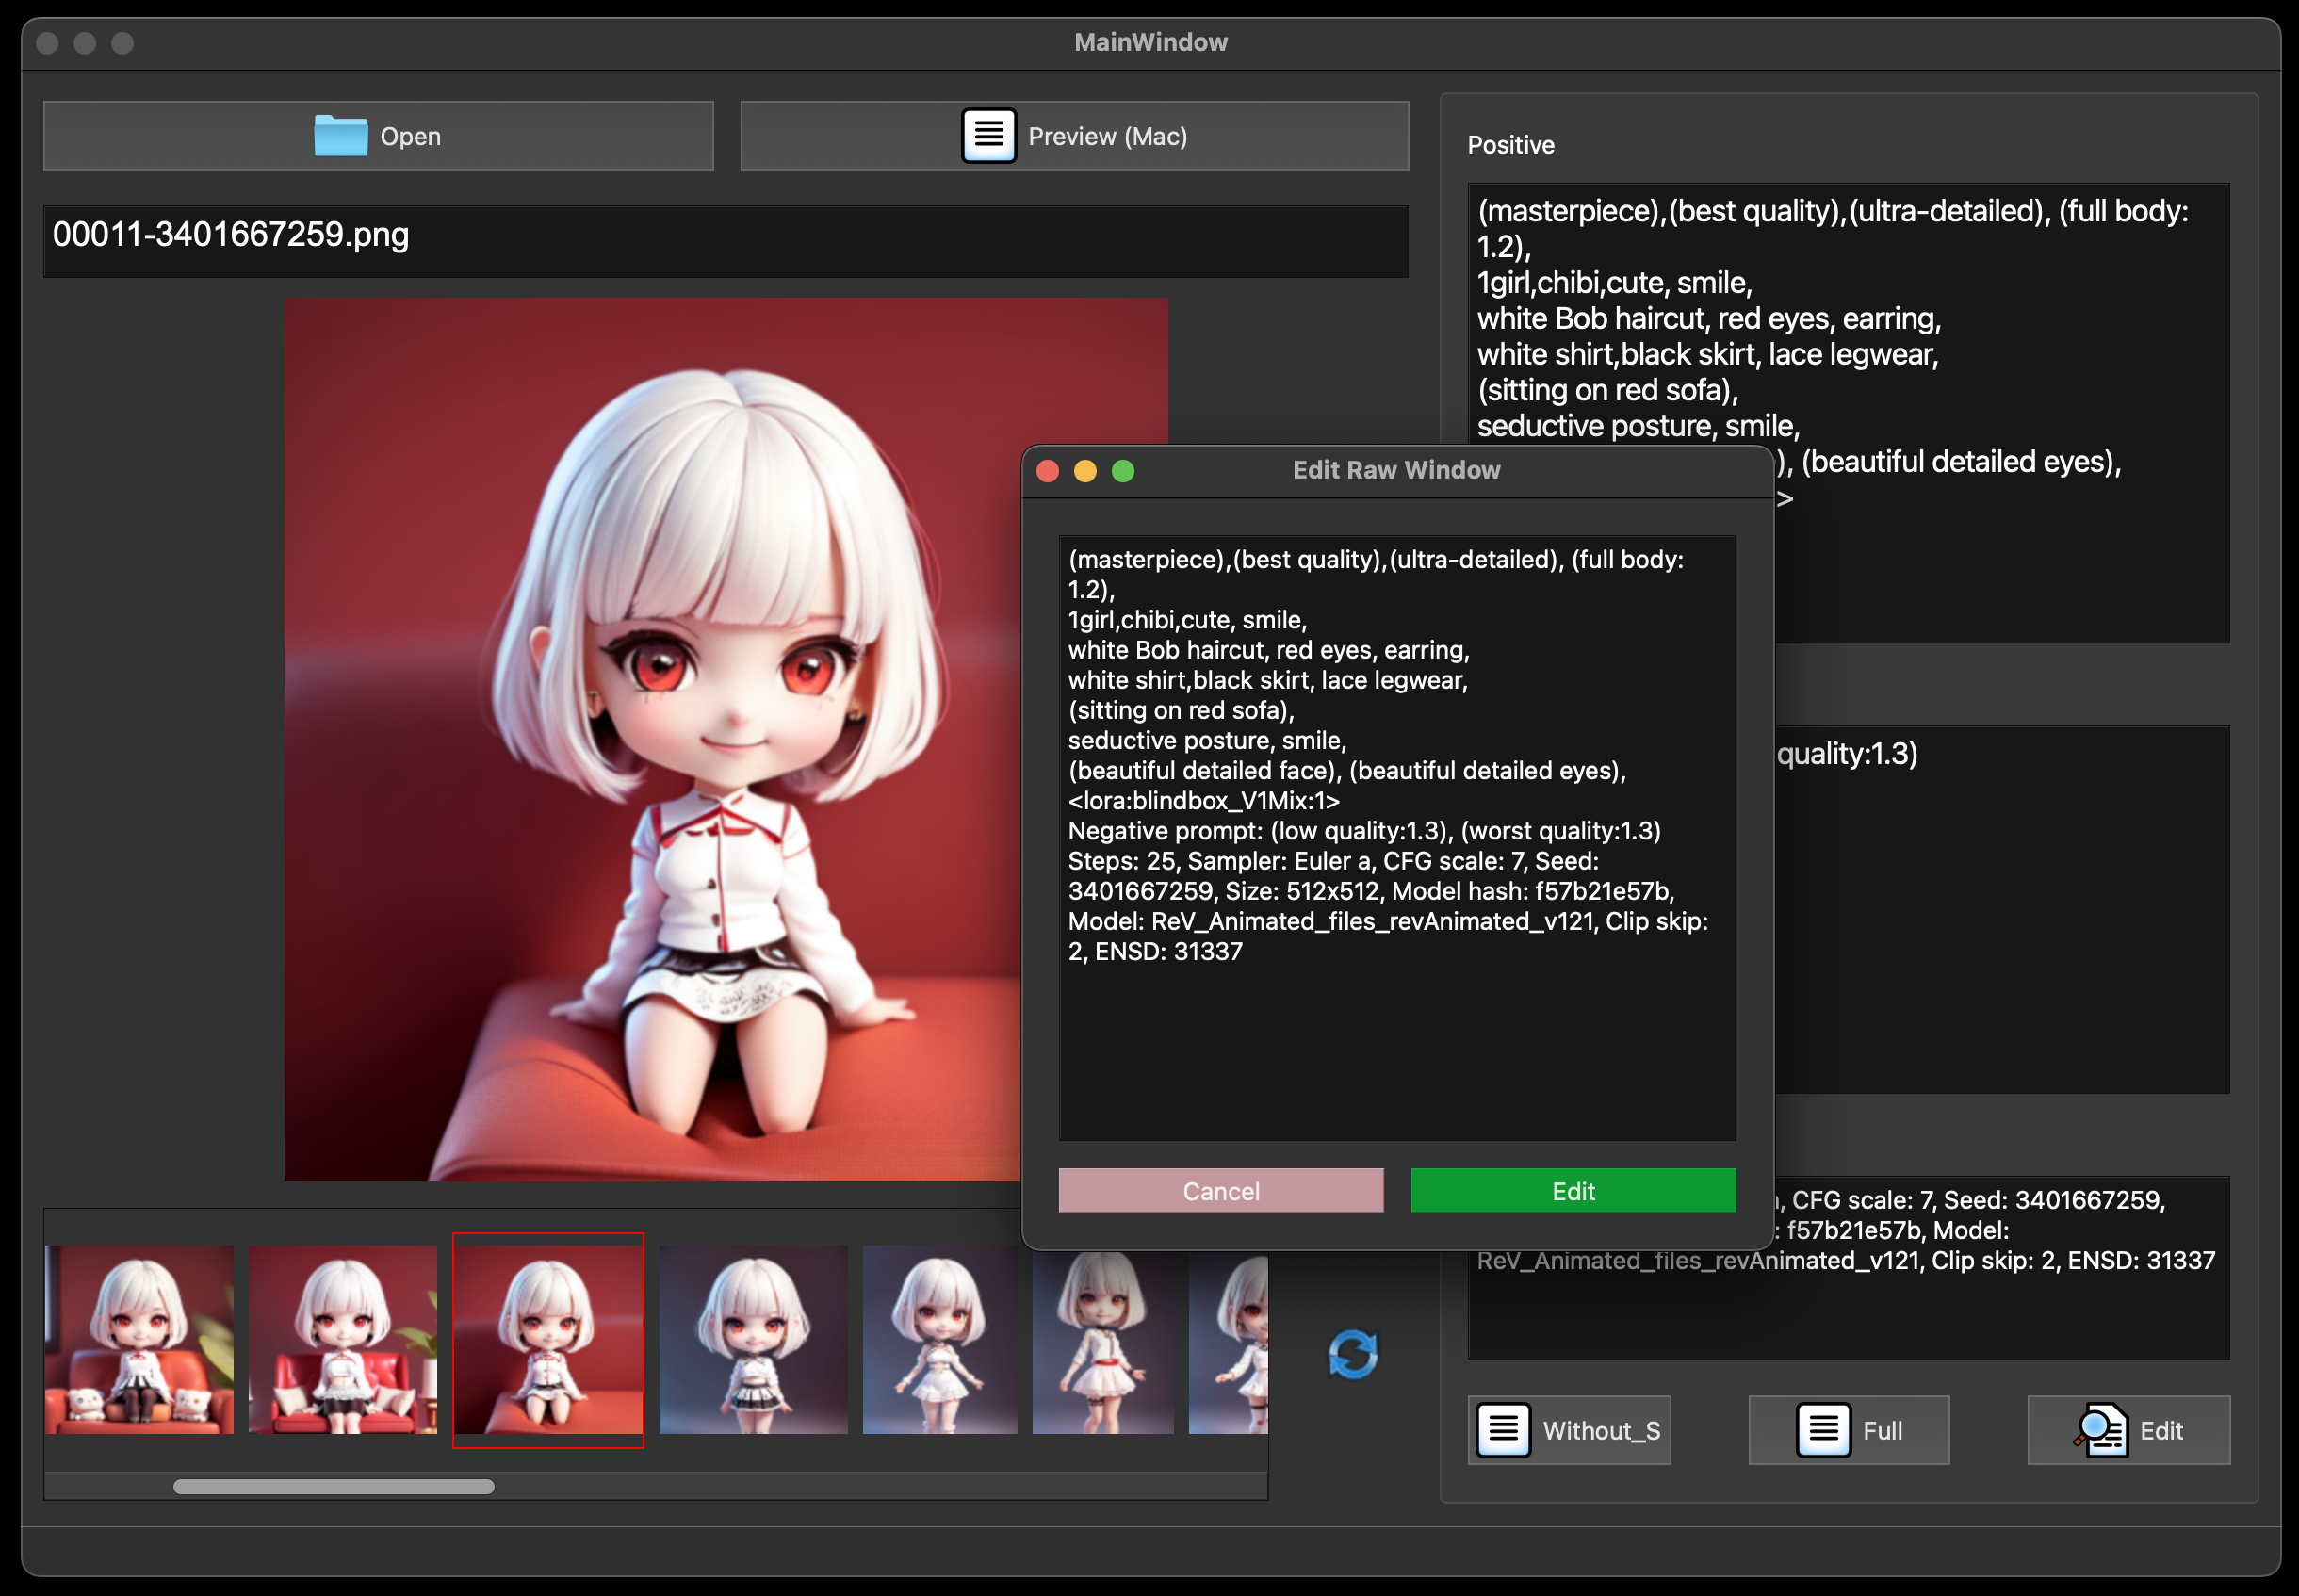 MainWindow
Open
Preview (Mac)
00011-3401667259.png
Positive
(masterpiece),(best quality),(ultra-detailed), (full body:
1.2),
1girl,chibi,cute, smile,
white Bob haircut, red eyes, earring,
white shirt,black skirt, lace legwear,
(sitting on red sofa),
seductive posture, smile,
), (beautiful detailed eyes),
>
quality:1.3)
Edit Raw Window
(masterpiece),(best quality),(ultra-detailed), (full body:
1.2),
1girl,chibi,cute, smile,
white Bob haircut, red eyes, earring,
white shirt,black skirt, lace legwear,
(sitting on red sofa),
seductive posture, smile,
(beautiful detailed face), (beautiful detailed eyes),
<lora:blindbox_V1Mix:1>
Negative prompt: (low quality:1.3), (worst quality:1.3)
Steps: 25, Sampler: Euler a, CFG scale: 7, Seed:
3401667259, Size: 512x512, Model hash: f57b21e57b,
Model: ReV_Animated_files_revAnimated_v121, Clip skip:
2, ENSD: 31337
Cancel
Edit
, CFG scale: 7, Seed: 3401667259,
: f57b21e57b, Model:
ReV_Animated_files_revAnimated_v121, Clip skip: 2, ENSD: 31337
Without_S
Full
Edit